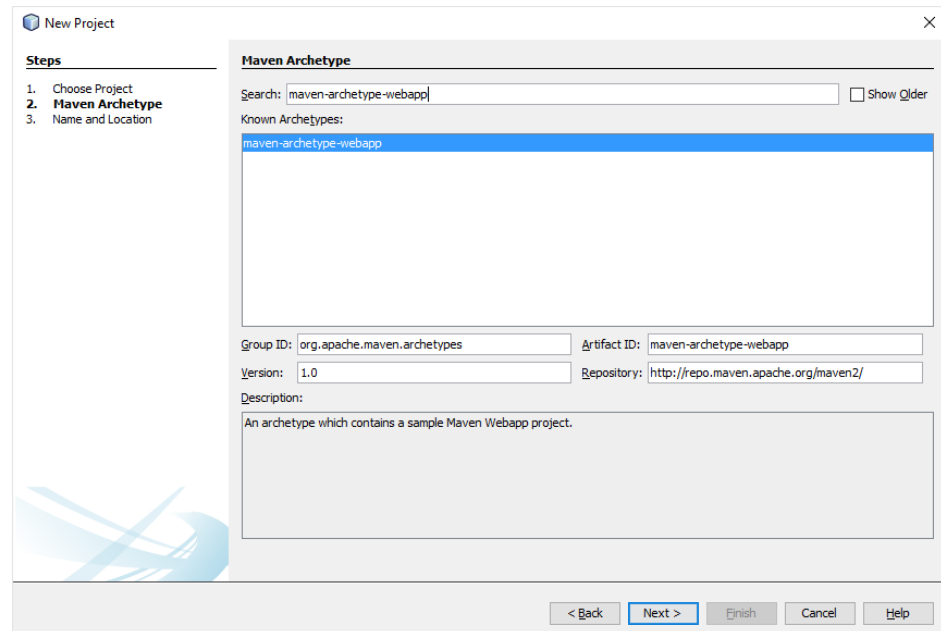 New Project
Steps
1. Choose Project
2. Maven Archetype
3. Name and Location
Maven Archetype
Search: maven-archetype-webapp Show Older
Known Archetypes:
maven-archetype-webapp
Group ID: org.apache.maven.archetypes Artifact ID: maven-archetype-webapp
Version: 1.0 Repository: http://repo.maven.apache.org/maven2/
Description:
An archetype which contains a sample Maven Webapp project.
< Back Next > Finish Cancel Help